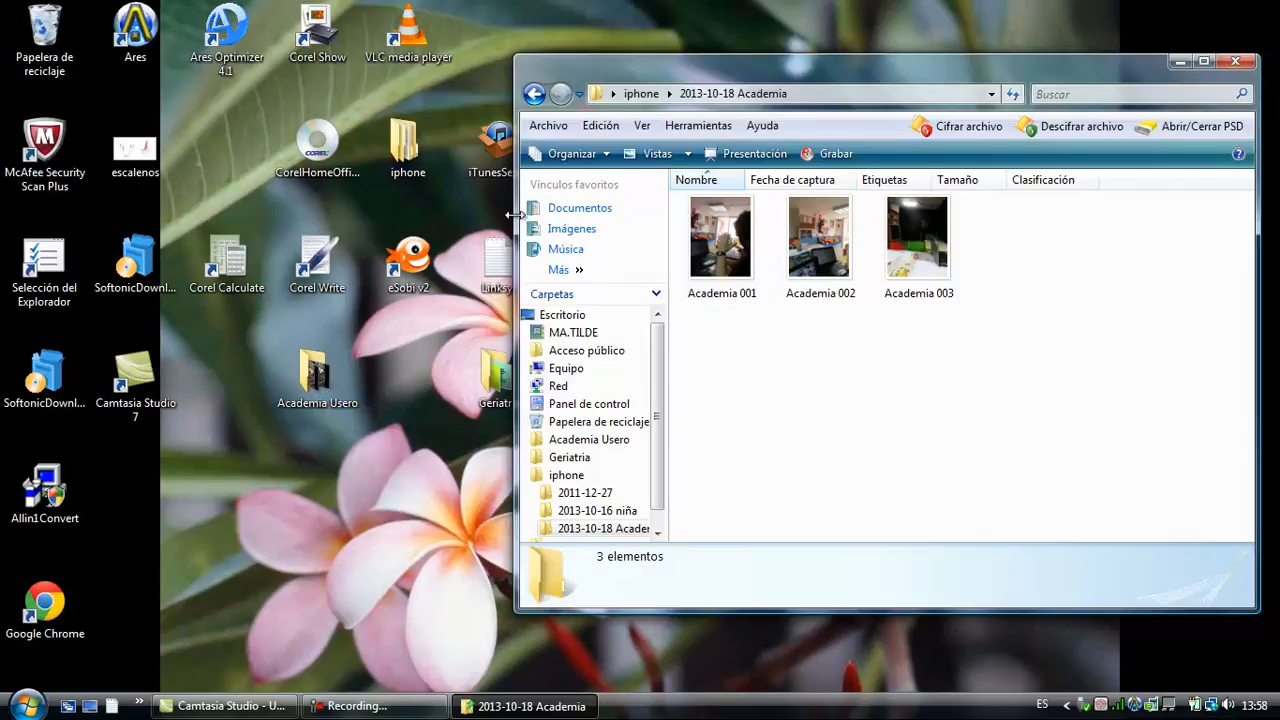 Papelera de
reciclaje
Ares
Ares Optimizer
4.1
Corel Show
VLC media player
McAfee Security
Scan Plus
escalenos
COREL
CorelHomeOffi...
iphone
iTunesSe
Selección del
Explorador
SoftonicDownl...
Corel Calculate
Corel Write
eSobi v2
Linksy
SoftonicDownl...
Camtasia Studio
7
Academia Usero
Geriatr
Allin1Convert
Google Chrome
iphone
2013-10-18 Academia
Buscar
Archivo
Edición
Ver
Herramientas
Ayuda
Cifrar archivo
Descifrar archivo
Abrir/Cerrar PSD
Organizar
Vistas
Presentación
Grabar
Vínculos favoritos
Documentos
Imágenes
Música
Más »
Carpetas
Escritorio
MA.TILDE
Acceso público
Equipo
Red
Panel de control
Papelera de reciclaje
Academia Usero
Geriatria
iphone
2011-12-27
2013-10-16 niña
2013-10-18 Acader
Nombre
Fecha de captura
Etiquetas
Tamaño
Clasificación
Academia 001
Academia 002
Academia 003
3 elementos
»
Camtasia Studio - U...
Recording...
2013-10-18 Academia
ES
13:58